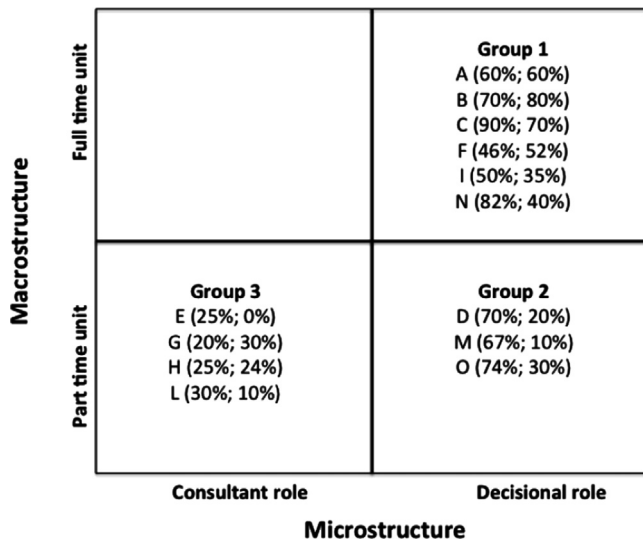 Macrostructure
Full time unit
Group 1
A (60%; 60%)
B (70%; 80%)
C (90%; 70%)
F (46%; 52%)
I (50%; 35%)
N (82%; 40%)
Part time unit
Group 3
E (25%; 0%)
G (20%; 30%)
H (25%; 24%)
L (30%; 10%)
Group 2
D (70%; 20%)
M (67%; 10%)
O (74%; 30%)
Consultant role
Decisional role
Microstructure